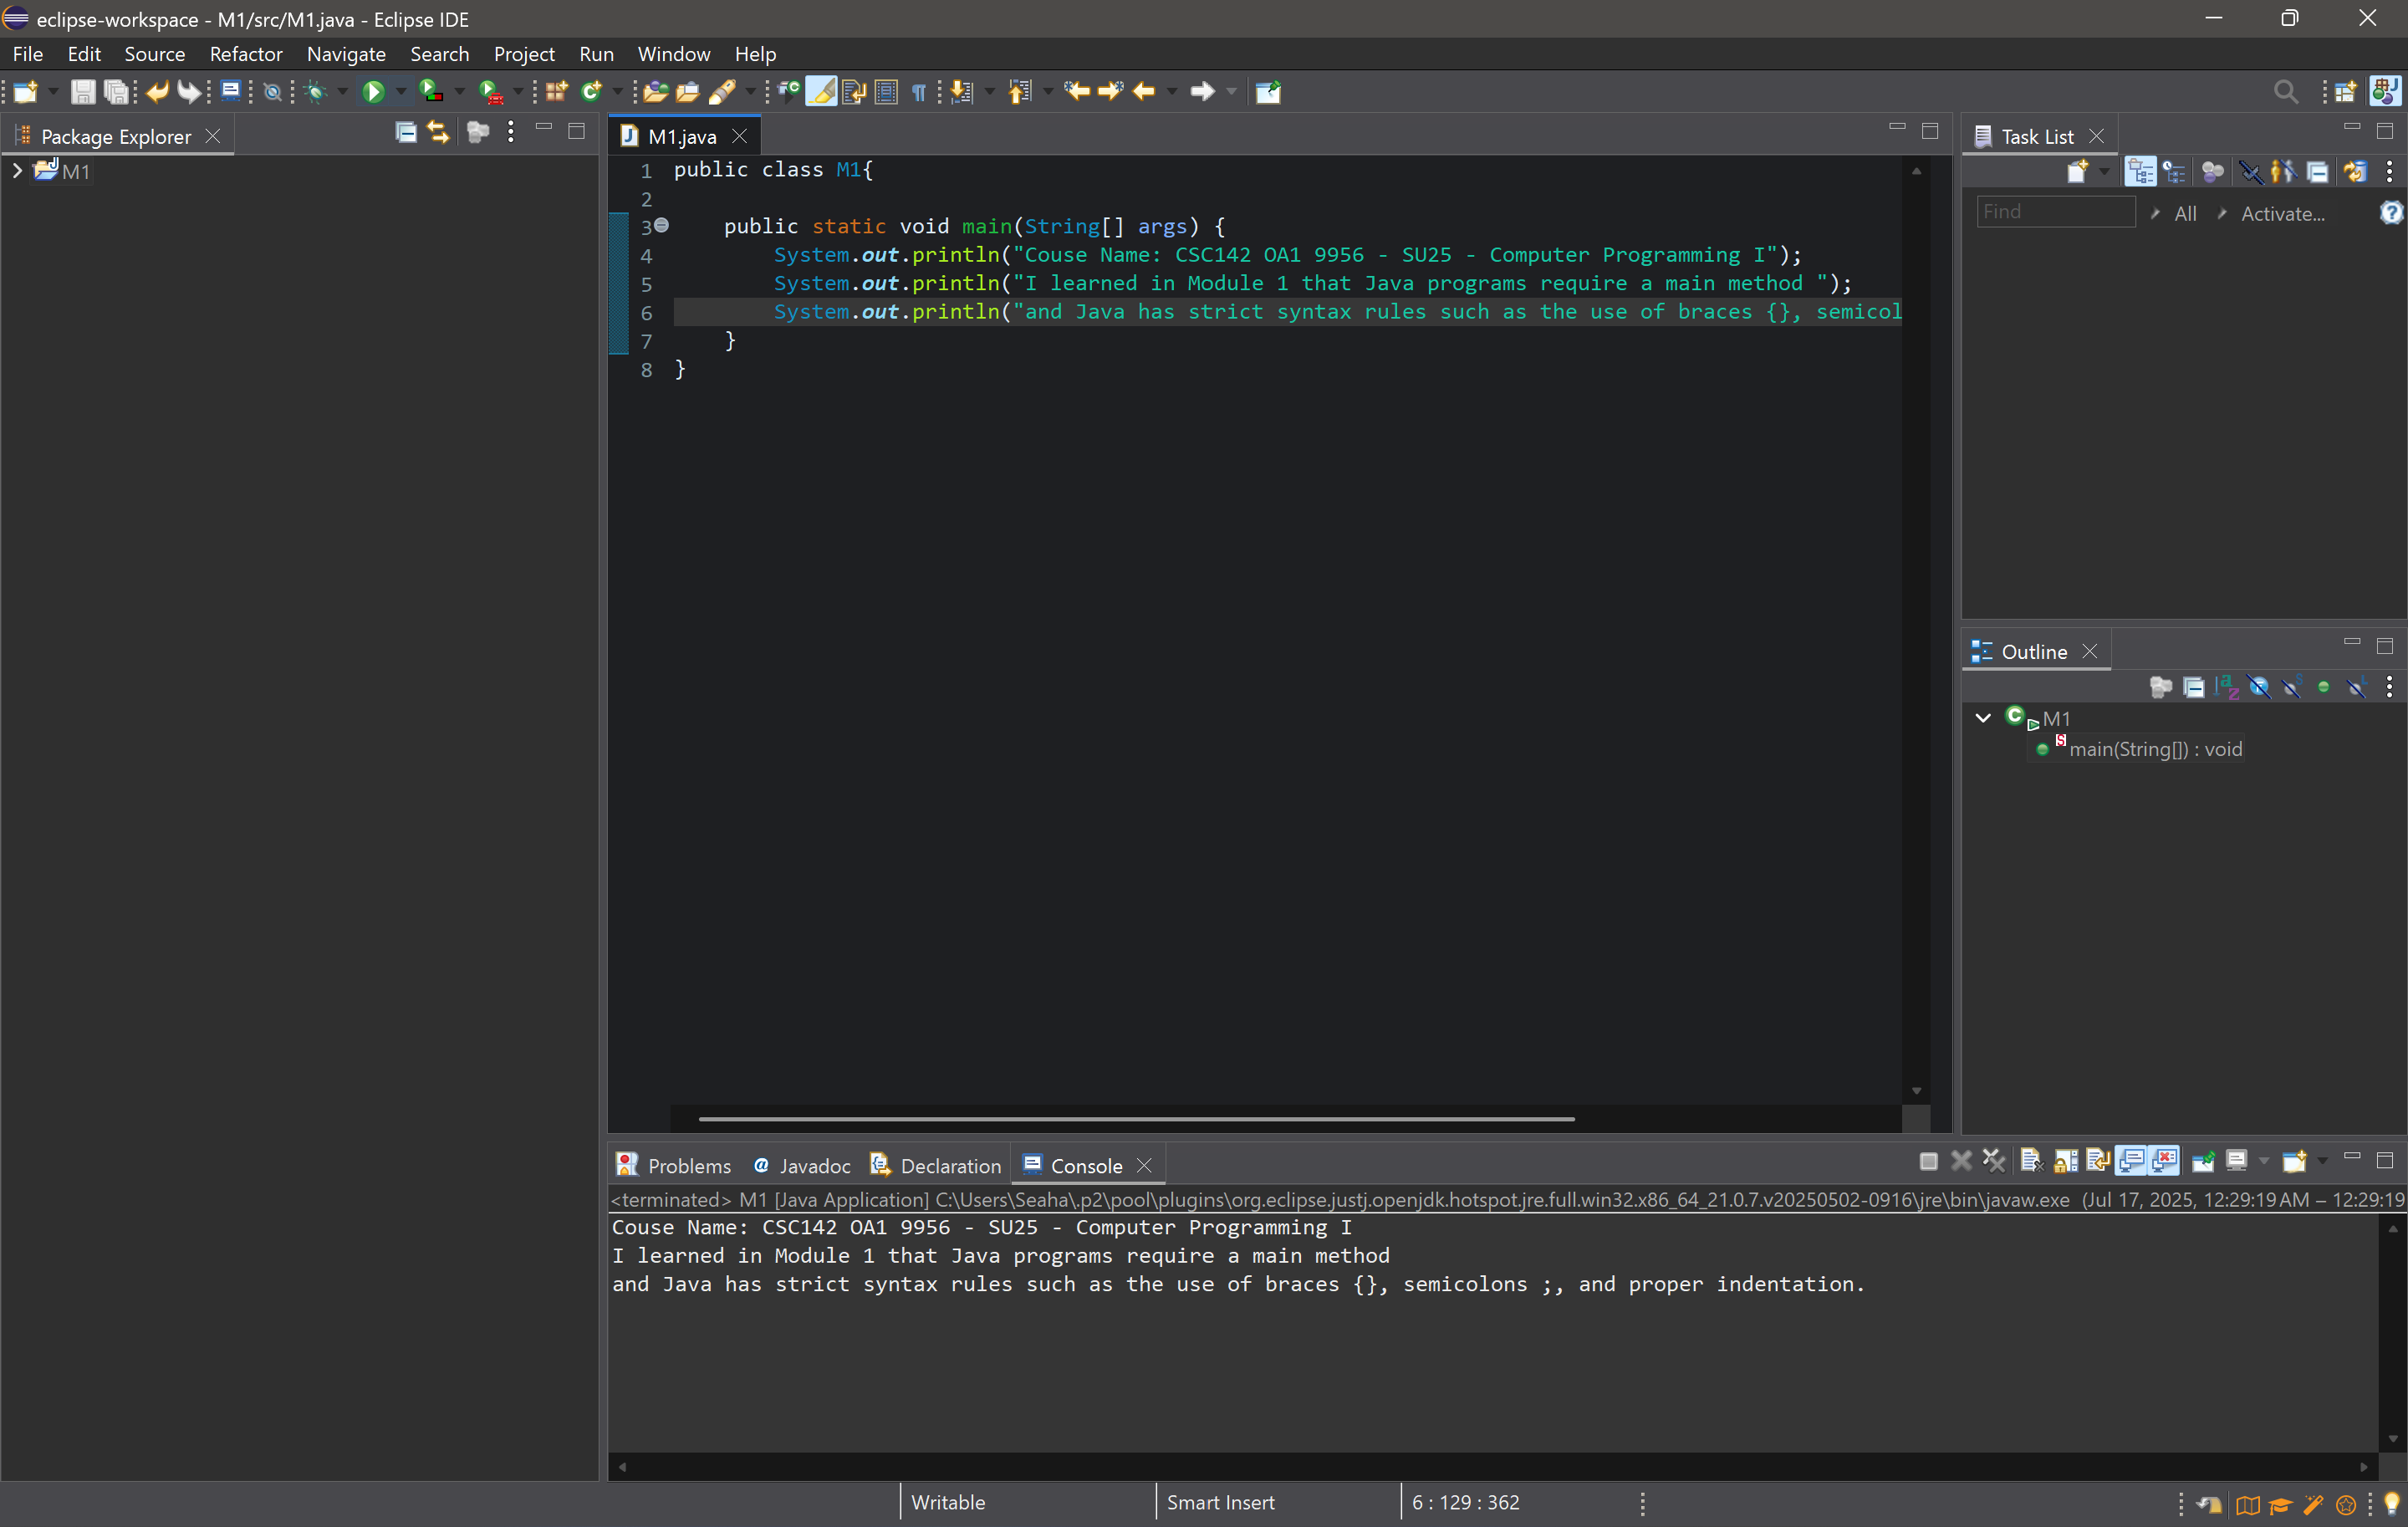 eclipse-workspace - M1/src/M1.java - Eclipse IDE
File Edit Source Refactor Navigate Search Project Run Window Help
Package Explorer
M1
M1.java
1 public class M1{
2
3 public static void main(String[] args) {
4 System.out.println("Couse Name: CSC142 OA1 9956 - SU25 - Computer Programming I");
5 System.out.println("I learned in Module 1 that Java programs require a main method ");
6 System.out.println("and Java has strict syntax rules such as the use of braces {}, semicol
7 }
8 }
Task List
Find All Activate...
Outline
M1
main(String[]) : void
Problems Javadoc Declaration Console
<terminated> M1 [Java Application] C:\Users\Seaha\.p2\pool\plugins\org.eclipse.justj.openjdk.hotspot.jre.full.win32.x86_64_21.0.7.v20250502-0916\jre\bin\javaw.exe (Jul 17, 2025, 12:29:19 AM – 12:29:19
Couse Name: CSC142 OA1 9956 - SU25 - Computer Programming I
I learned in Module 1 that Java programs require a main method
and Java has strict syntax rules such as the use of braces {}, semicolons ;, and proper indentation.
Writable Smart Insert 6 : 129 : 362